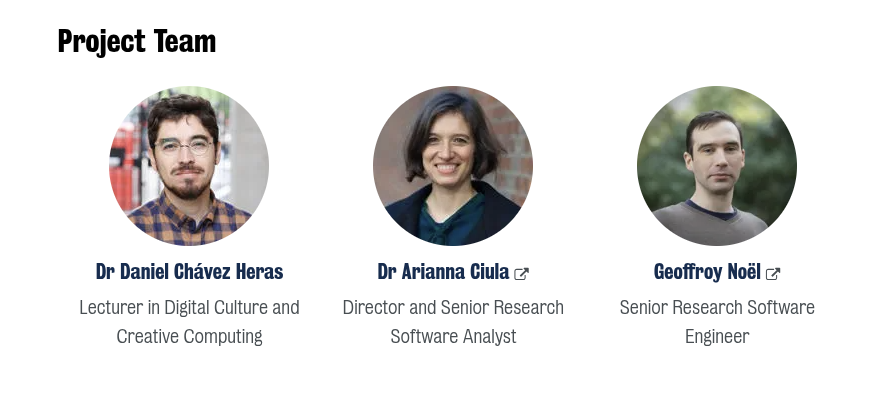 Project Team
Dr Daniel Chávez Heras
Lecturer in Digital Culture and
Creative Computing
Dr Arianna Ciula
Director and Senior Research
Software Analyst
Geoffroy Noël
Senior Research Software
Engineer